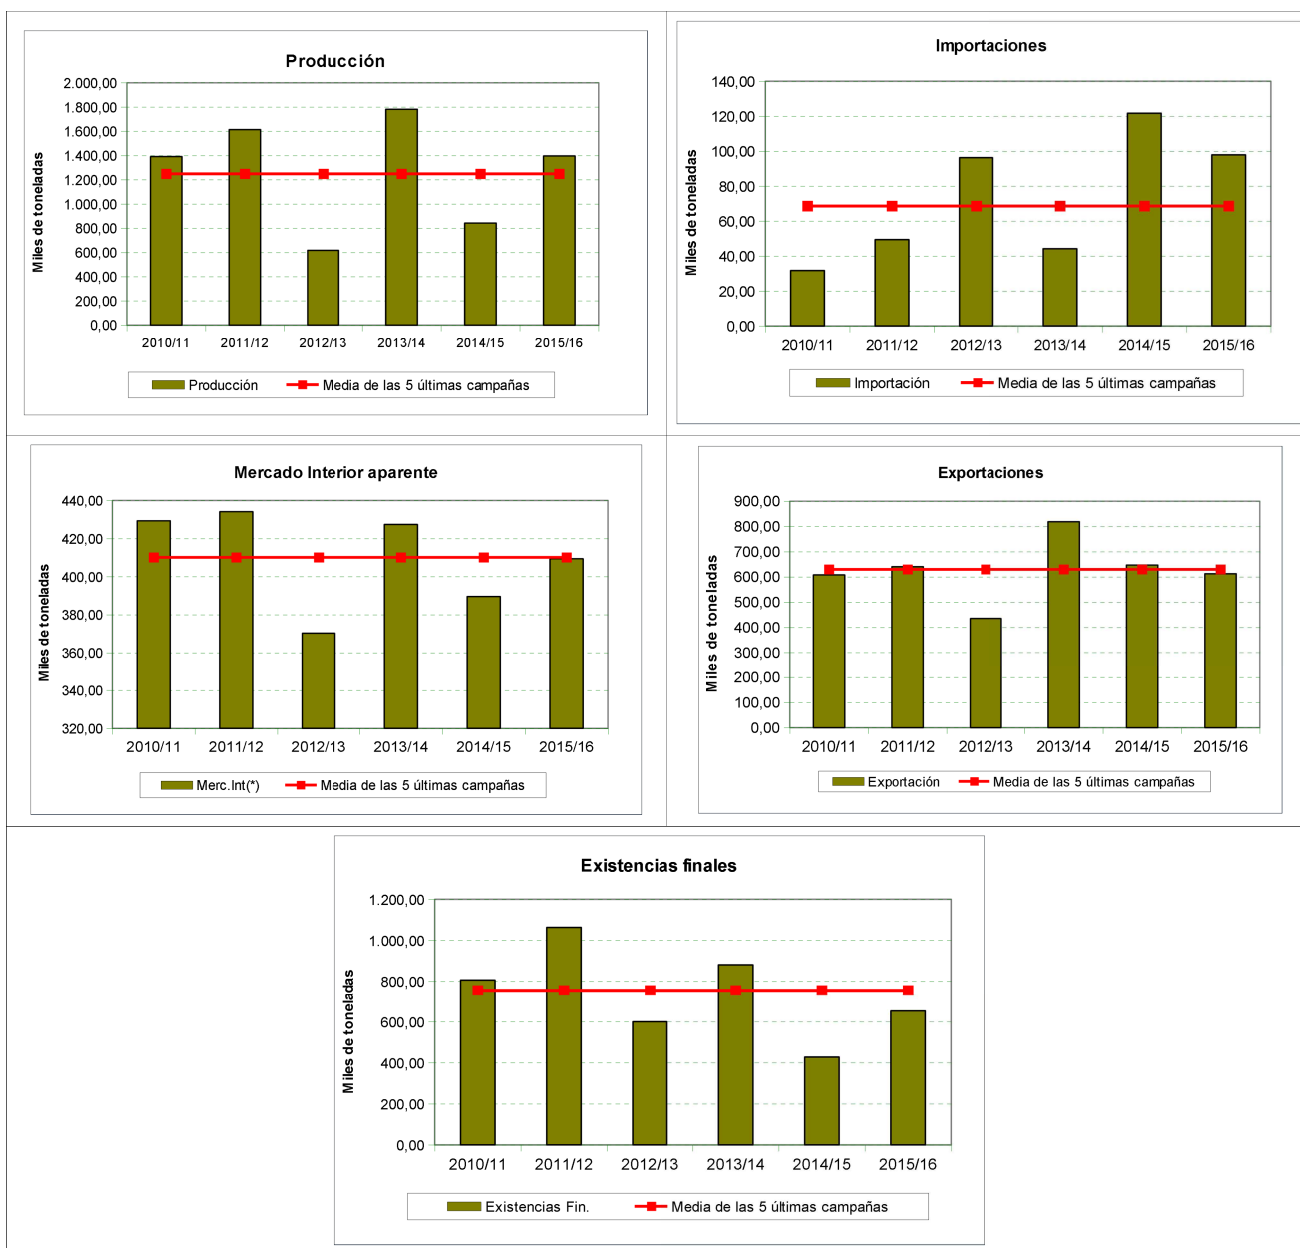 Producción
Miles de toneladas
2.000,00
1.800,00
1.600,00
1.400,00
1.200,00
1.000,00
800,00
600,00
400,00
200,00
0,00
2010/11 2011/12 2012/13 2013/14 2014/15 2015/16
Producción Media de las 5 últimas campañas
Importaciones
Miles de toneladas
140,00
120,00
100,00
80,00
60,00
40,00
20,00
0,00
2010/11 2011/12 2012/13 2013/14 2014/15 2015/16
Importación Media de las 5 últimas campañas
Mercado Interior aparente
Miles de toneladas
440,00
420,00
400,00
380,00
360,00
340,00
320,00
2010/11 2011/12 2012/13 2013/14 2014/15 2015/16
Merc.Int(*) Media de las 5 últimas campañas
Exportaciones
Miles de toneladas
900,00
800,00
700,00
600,00
500,00
400,00
300,00
200,00
100,00
0,00
2010/11 2011/12 2012/13 2013/14 2014/15 2015/16
Exportación Media de las 5 últimas campañas
Existencias finales
Miles de toneladas
1.200,00
1.000,00
800,00
600,00
400,00
200,00
0,00
2010/11 2011/12 2012/13 2013/14 2014/15 2015/16
Existencias Fin. Media de las 5 últimas campañas